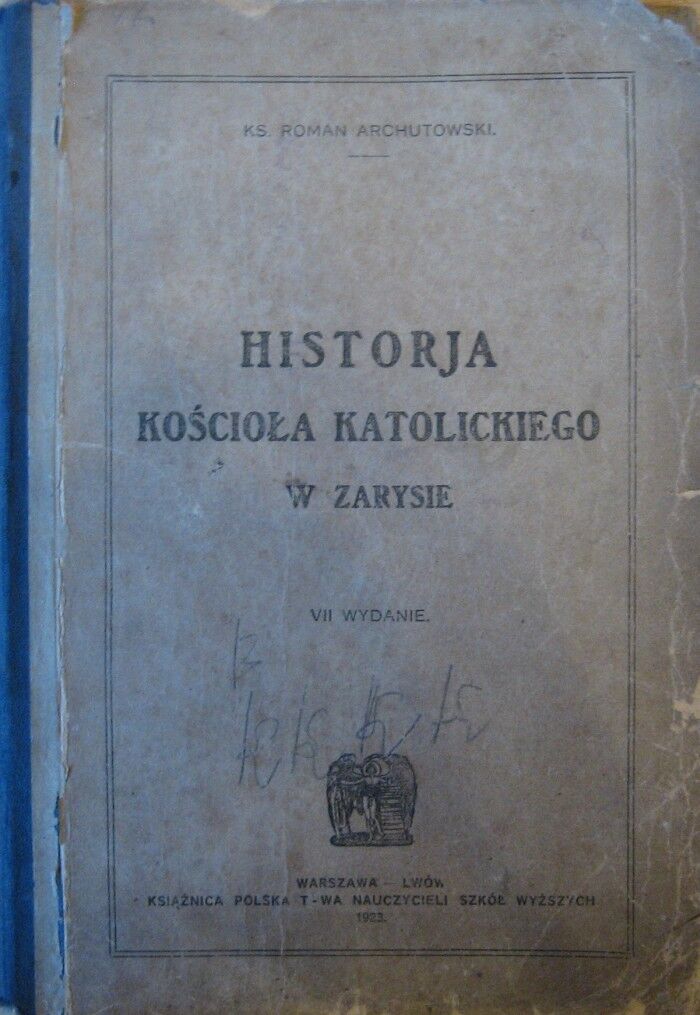 KS. ROMAN ARCHUTOWSKI.
HISTORJA
KOŚCIOŁA KATOLICKIEGO
W ZARYSIE
VII WYDANIE.
WARSZAWA — LWÓW
KSIĄŻNICA POLSKA T-WA NAUCZYCIELI SZKÓŁ WYŻSZYCH
1923.